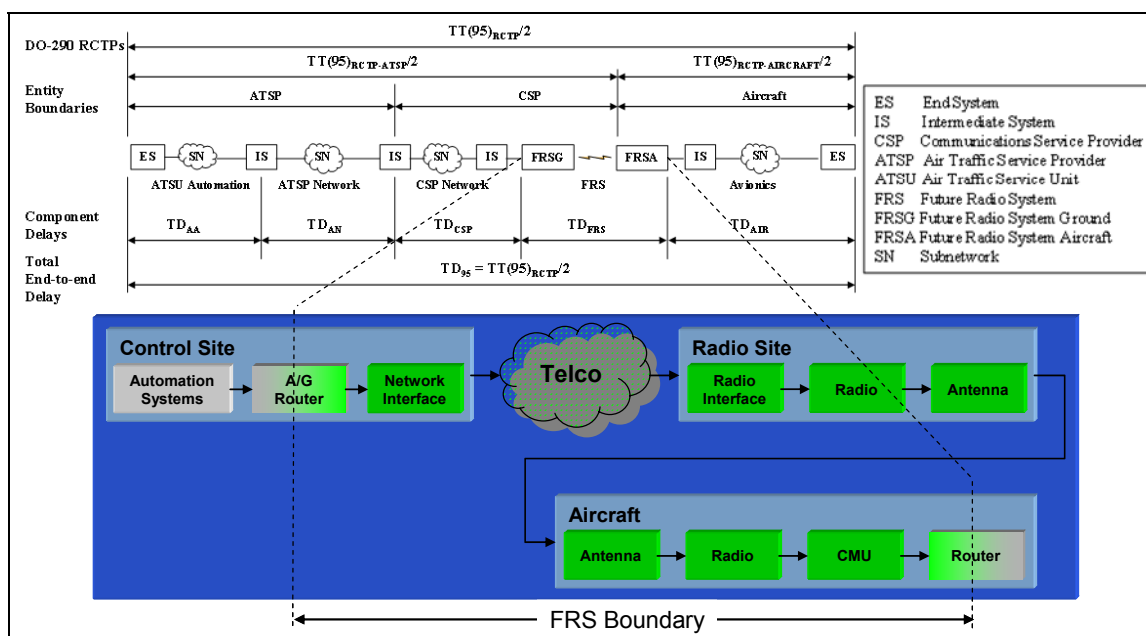 DO-290 RCTPs
TT(95)RCTP/2
TT(95)RCTP-ATSP/2
TT(95)RCTP-AIRCRAFT/2
Entity
Boundaries
ATSP
CSP
Aircraft
ES
SN
IS
SN
IS
SN
IS
FRSG
FRSA
IS
SN
ES
ATSU Automation
ATSP Network
CSP Network
FRS
Avionics
Component
Delays
TDAA
TDAN
TDCSP
TDFRS
TDAIR
Total
End-to-end
Delay
TD95 = TT(95)RCTP/2
ES End System
IS Intermediate System
CSP Communications Service Provider
ATSP Air Traffic Service Provider
ATSU Air Traffic Service Unit
FRS Future Radio System
FRSG Future Radio System Ground
FRSA Future Radio System Aircraft
SN Subnetwork
Control Site
Automation
Systems
A/G
Router
Network
Interface
Telco
Radio Site
Radio
Interface
Radio
Antenna
Aircraft
Antenna
Radio
CMU
Router
FRS Boundary